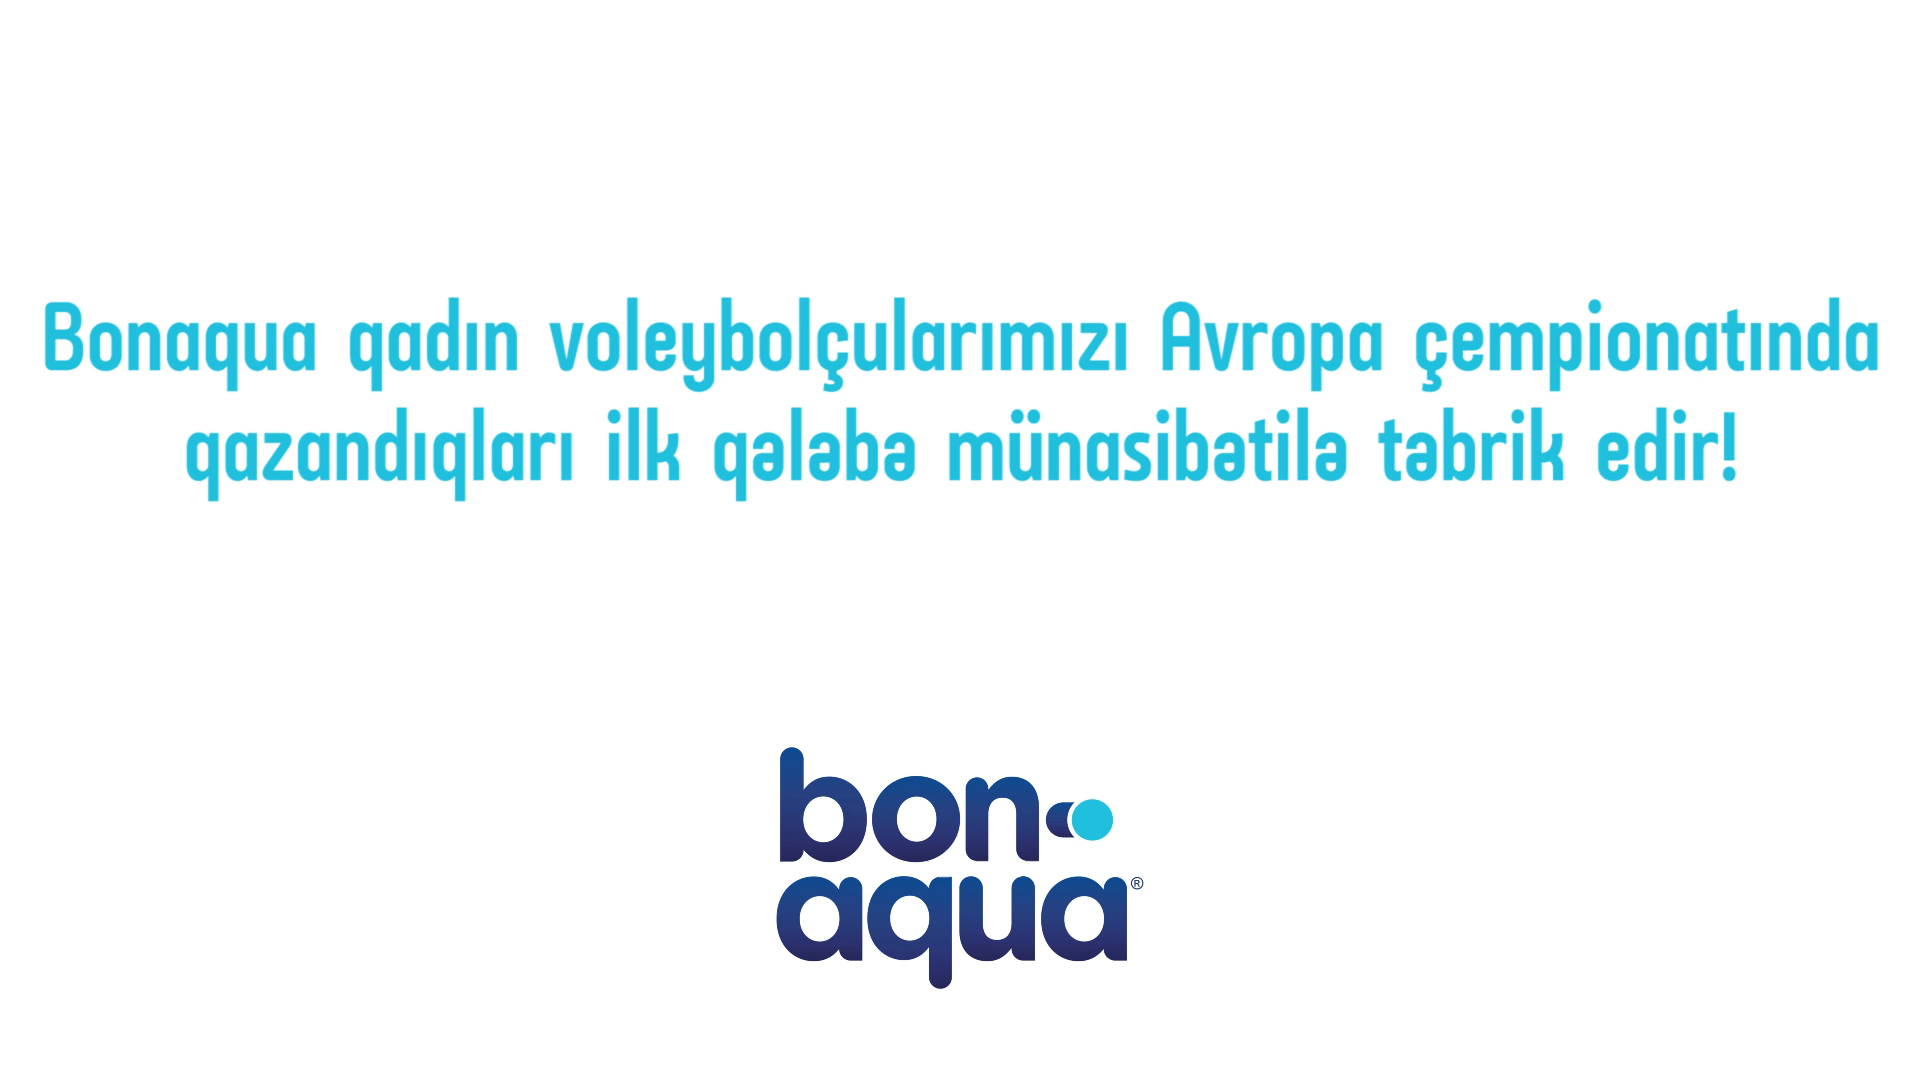 Bonaqua qadın voleybolçularımızı Avropa çempionatında
qazandıqları ilk qələbə münasibətilə təbrik edir!
bon
aqua®